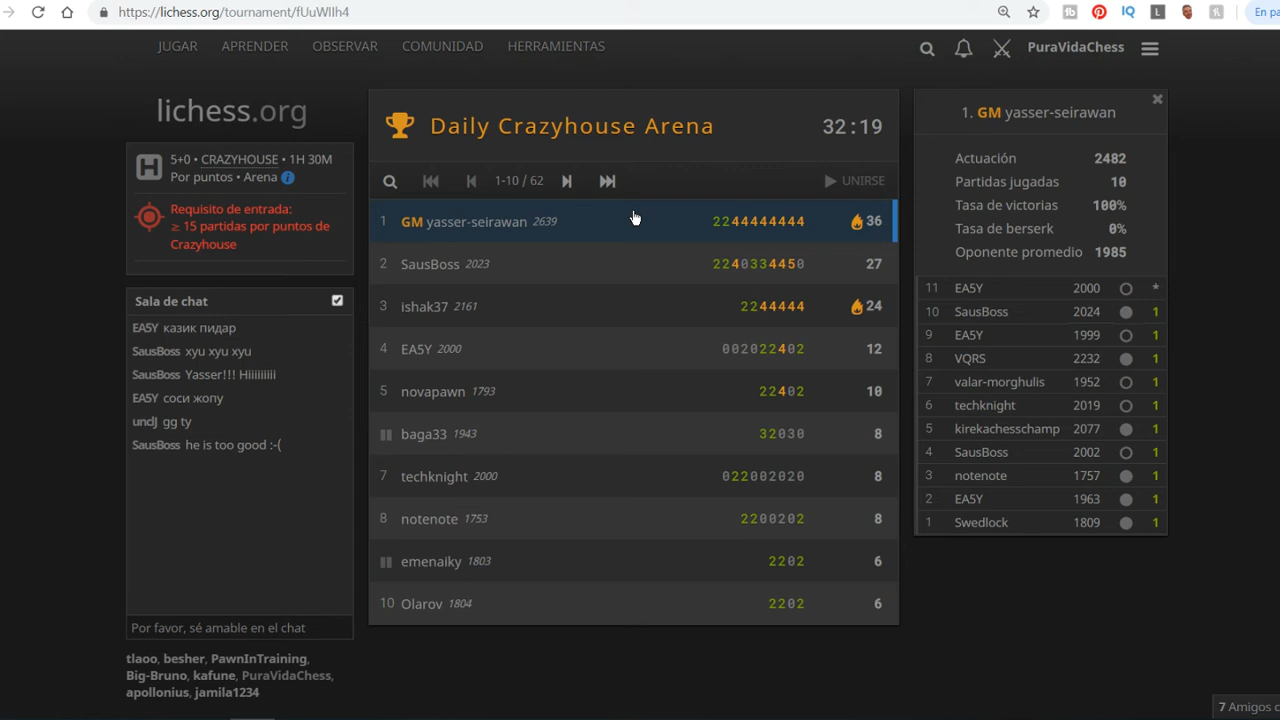 https://lichess.org/tournament/fUuWIIh4
En pa
JUGAR APRENDER OBSERVAR COMUNIDAD HERRAMIENTAS
PuraVidaChess
lichess.org
5+0 • CRAZYHOUSE • 1H 30M
Por puntos • Arena
Requisito de entrada:
≥ 15 partidas por puntos de
Crazyhouse
Sala de chat
EA5Y казик пидар
SausBoss xyu xyu xyu
SausBoss Yasser!!! Hiiiiiiiii
EA5Y соси жопу
uncJ gg ty
SausBoss he is too good :-(
Por favor, sé amable en el chat
tlaoo, besher, PawnInTraining,
Big-Bruno, kafune, PuraVidaChess,
apollonius, jamila1234
Daily Crazyhouse Arena 32:19
1-10 / 62 UNIRSE
1 GM yasser-seirawan 2639 2244444444 36
2 SausBoss 2023 2240334450 27
3 ishak37 2161 2244444 24
4 EA5Y 2000 002022402 12
5 novapawn 1793 22402 10
baga33 1943 32030 8
7 techknight 2000 022002020 8
8 notenote 1753 2200202 8
emenaiky 1803 2202 6
10 Olarov 1804 2202 6
1. GM yasser-seirawan
Actuación 2482
Partidas jugadas 10
Tasa de victorias 100%
Tasa de berserk 0%
Oponente promedio 1985
11 EA5Y 2000 *
10 SausBoss 2024 1
9 EA5Y 1999 1
8 VQRS 2232 1
7 valar-morghulis 1952 1
6 techknight 2019 1
5 kirekachesschamp 2077 1
4 SausBoss 2002 1
3 notenote 1757 1
2 EA5Y 1963 1
1 Swedlock 1809 1
7 Amigos c